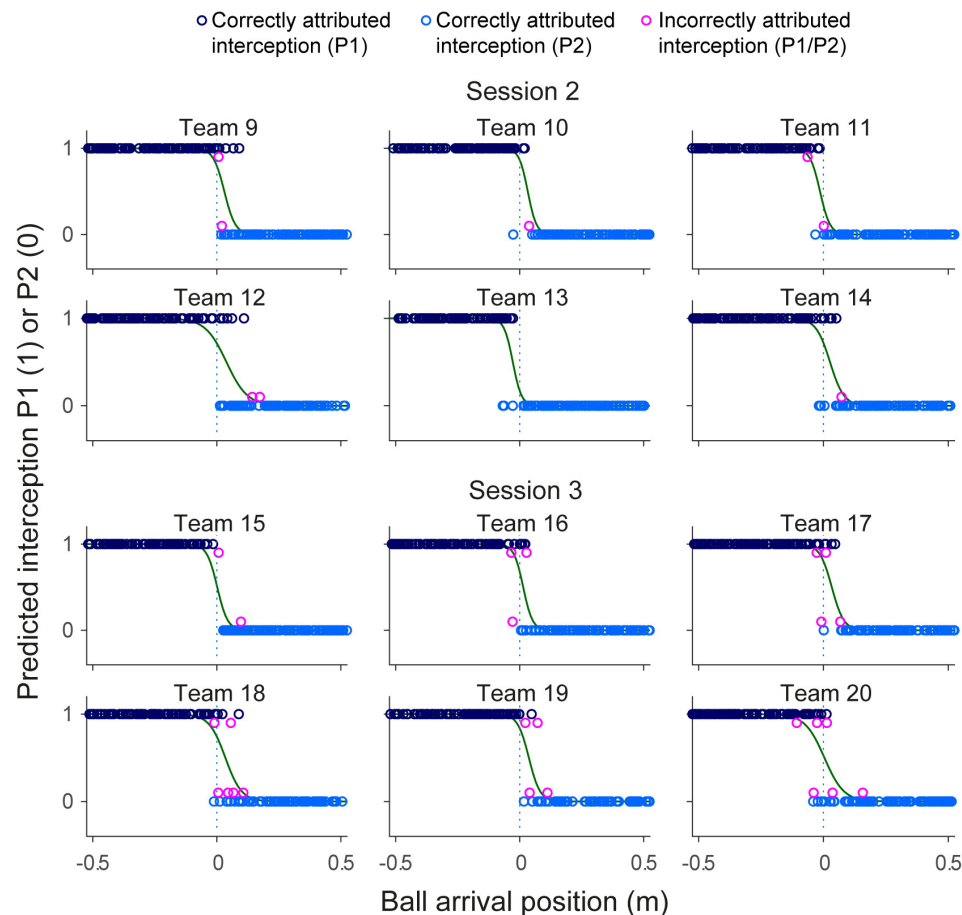 Correctly attributed interception (P1)
Correctly attributed interception (P2)
Incorrectly attributed interception (P1/P2)
Session 2
Team 9
Team 10
Team 11
1
0
Team 12
Team 13
Team 14
1
0
Session 3
Team 15
Team 16
Team 17
1
0
Team 18
Team 19
Team 20
1
0
-0.5 0 0.5 -0.5 0 0.5 -0.5 0 0.5
Ball arrival position (m)
Predicted interception P1 (1) or P2 (0)